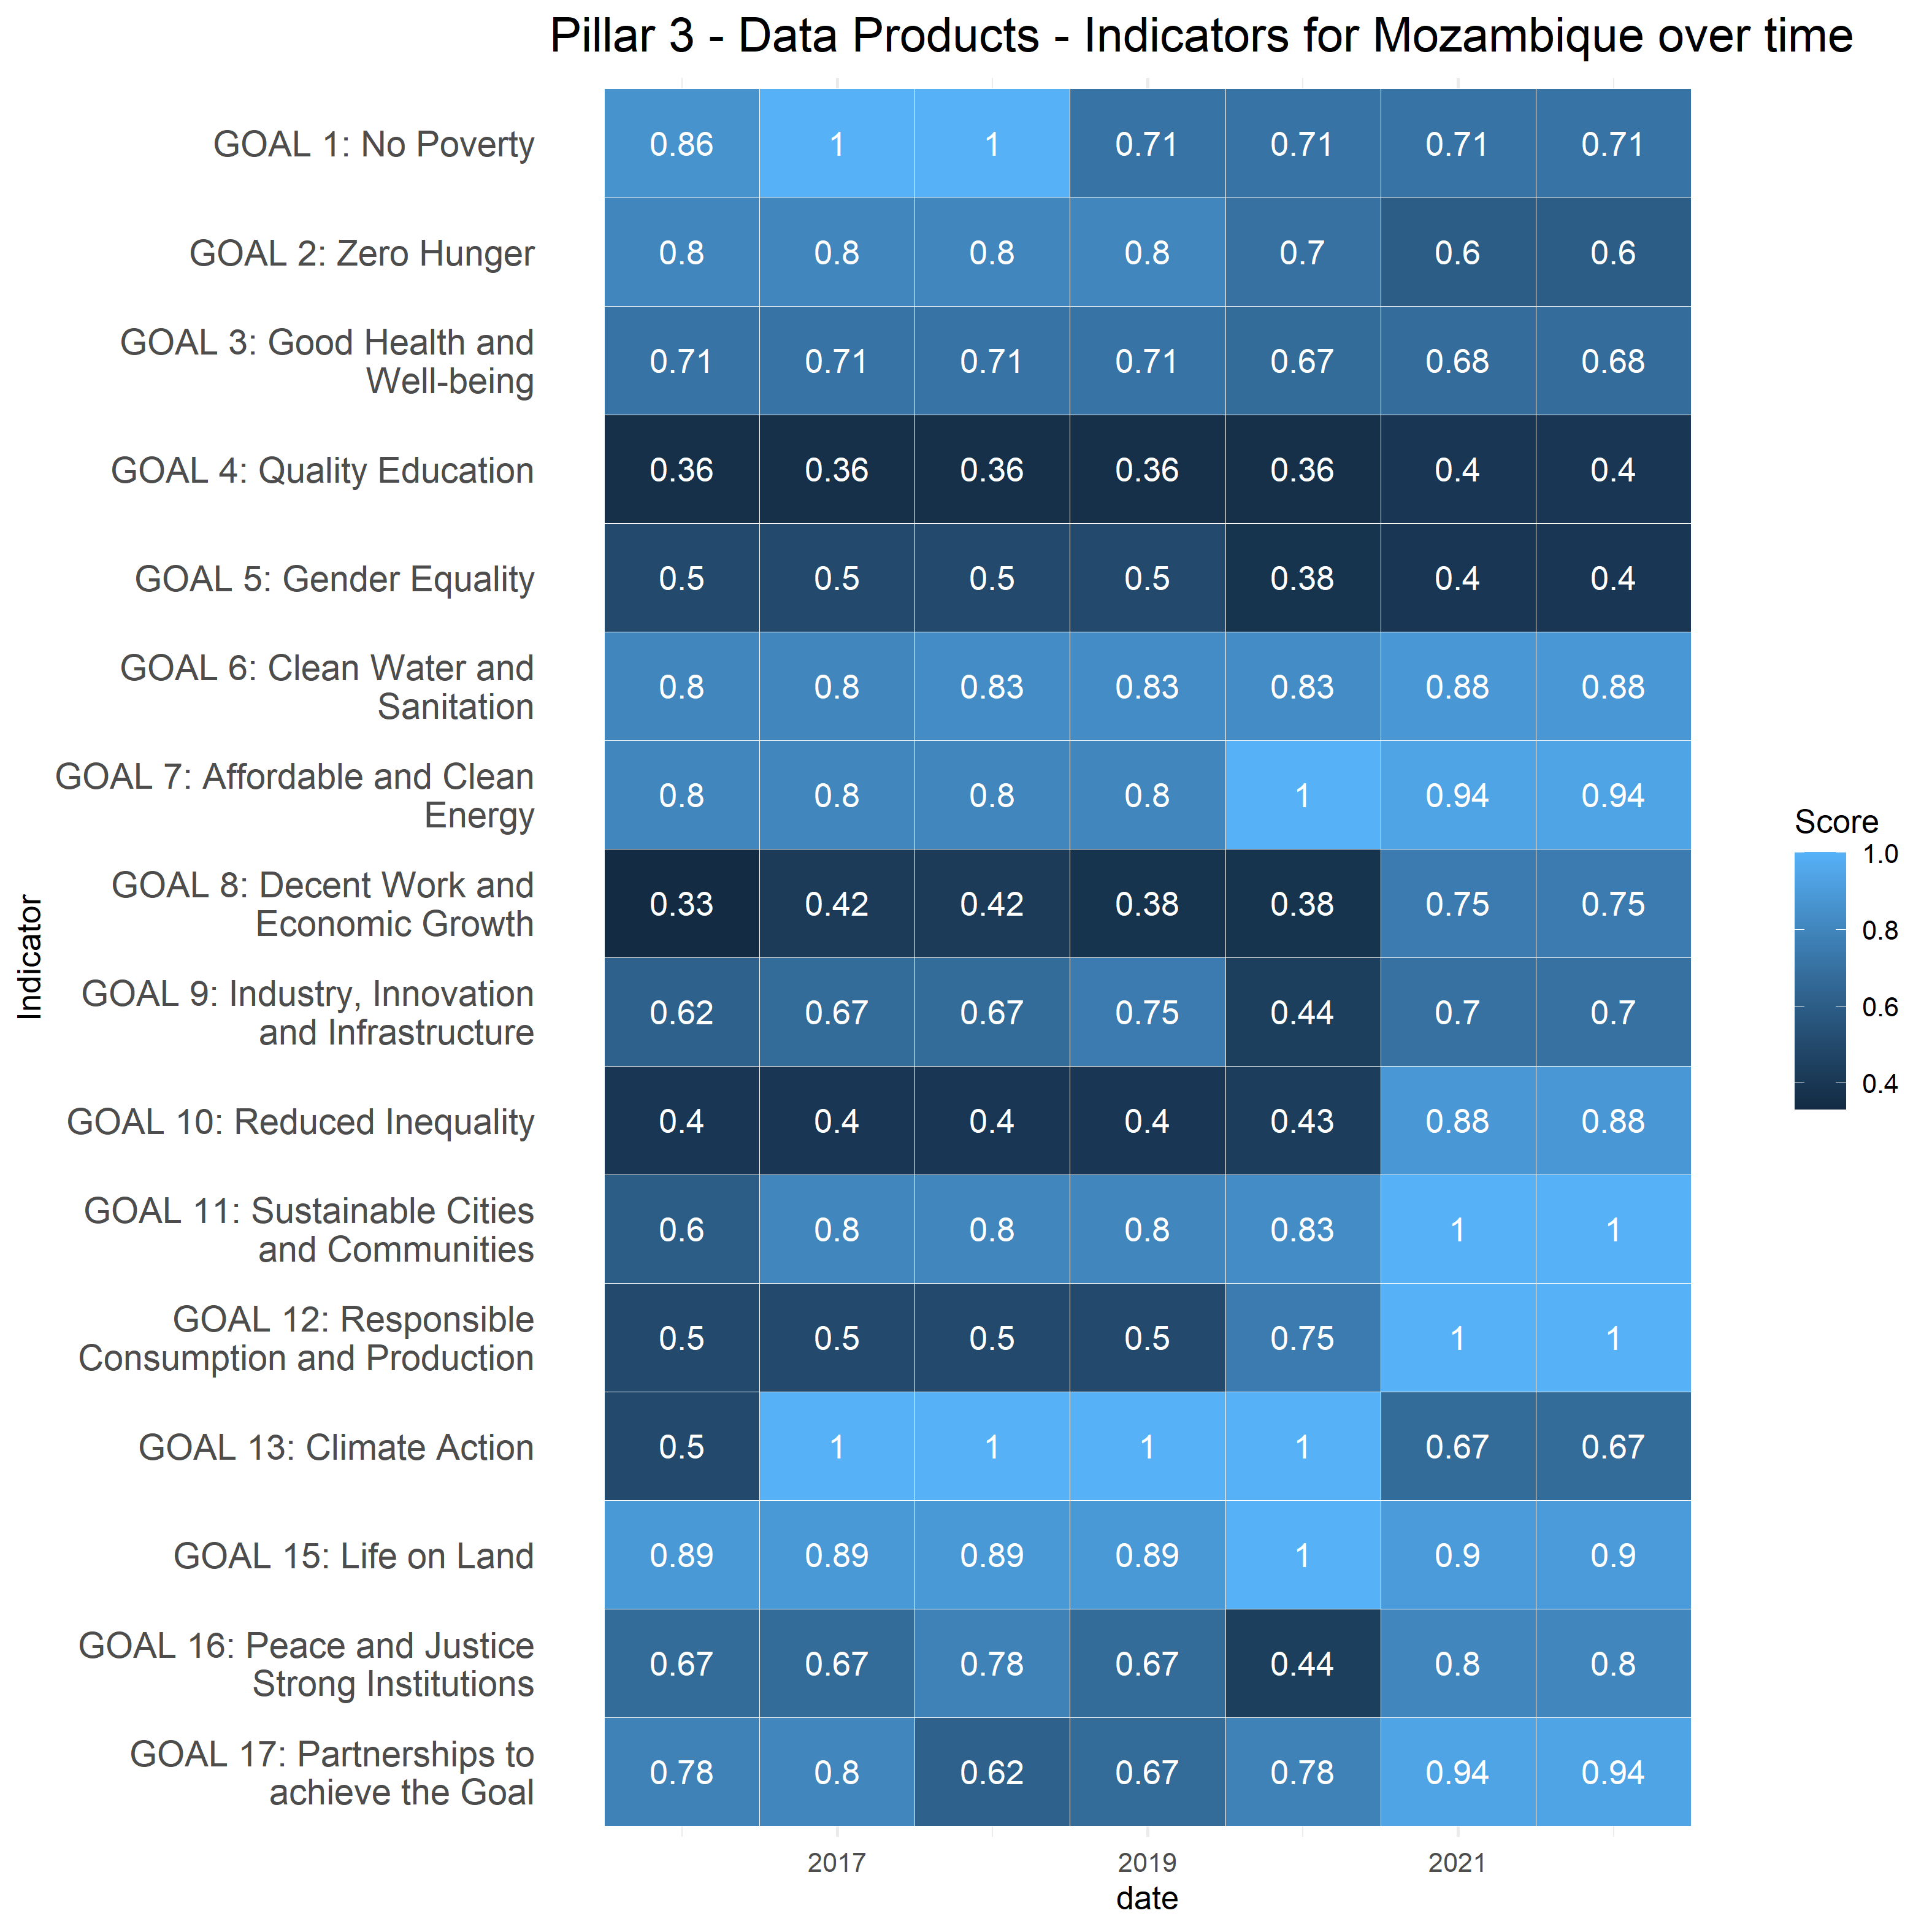 Pillar 3 - Data Products - Indicators for Mozambique over time
GOAL 1: No Poverty 0.86 1 1 0.71 0.71 0.71 0.71
GOAL 2: Zero Hunger 0.8 0.8 0.8 0.8 0.7 0.6 0.6
GOAL 3: Good Health and
Well-being
0.71 0.71 0.71 0.71 0.67 0.68 0.68
GOAL 4: Quality Education 0.36 0.36 0.36 0.36 0.36 0.4 0.4
GOAL 5: Gender Equality 0.5 0.5 0.5 0.5 0.38 0.4 0.4
GOAL 6: Clean Water and
Sanitation
0.8 0.8 0.83 0.83 0.83 0.88 0.88
GOAL 7: Affordable and Clean
Energy
0.8 0.8 0.8 0.8 1 0.94 0.94
GOAL 8: Decent Work and
Economic Growth
0.33 0.42 0.42 0.38 0.38 0.75 0.75
GOAL 9: Industry, Innovation
and Infrastructure
0.62 0.67 0.67 0.75 0.44 0.7 0.7
GOAL 10: Reduced Inequality 0.4 0.4 0.4 0.4 0.43 0.88 0.88
GOAL 11: Sustainable Cities
and Communities
0.6 0.8 0.8 0.8 0.83 1 1
GOAL 12: Responsible
Consumption and Production
0.5 0.5 0.5 0.5 0.75 1 1
GOAL 13: Climate Action 0.5 1 1 1 1 0.67 0.67
GOAL 15: Life on Land 0.89 0.89 0.89 0.89 1 0.9 0.9
GOAL 16: Peace and Justice
Strong Institutions
0.67 0.67 0.78 0.67 0.44 0.8 0.8
GOAL 17: Partnerships to
achieve the Goal
0.78 0.8 0.62 0.67 0.78 0.94 0.94
2017 2019 2021
date
Indicator
Score
1.0
0.8
0.6
0.4